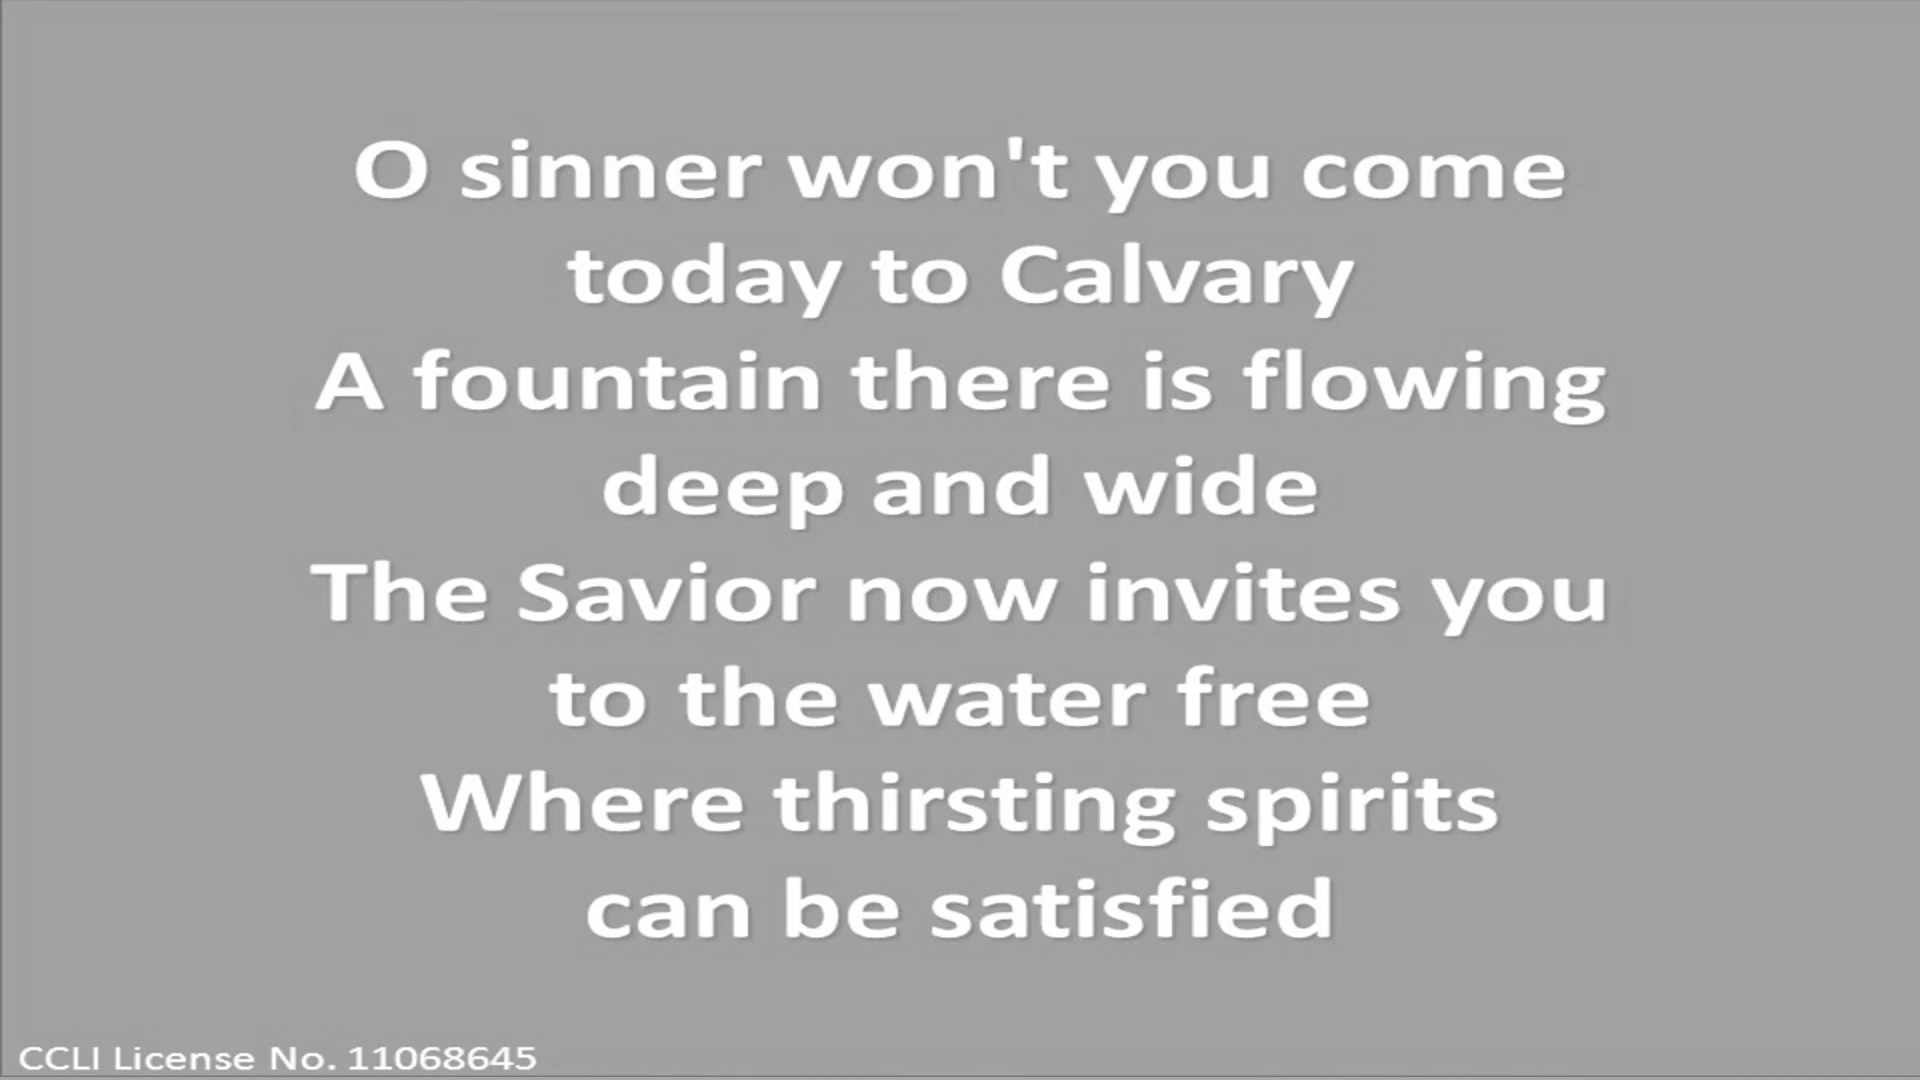 O sinner won't you come
today to Calvary
A fountain there is flowing
deep and wide
The Savior now invites you
to the water free
Where thirsting spirits
can be satisfied
CCLI License No. 11068645